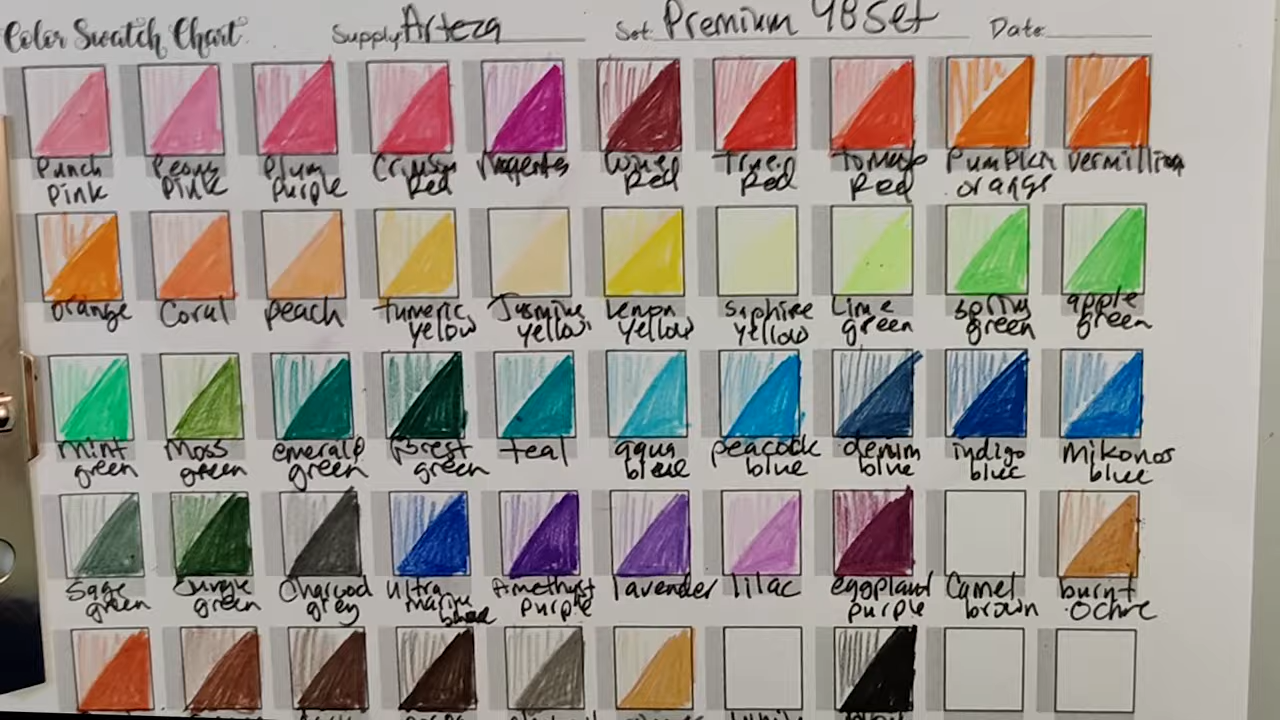 Color Swatch Chart Supply Arteza Set Premium 48 Set Date
Punch Pink
Peony Pink
Plum Purple
Crimson Red
Magenta
Wine Red
True Red
Tomato Red
Pumpkin orange
vermillion
orange
Coral
peach
tumeric yellow
Jasmine yellow
Lemon yellow
Saphire yellow
Lime green
spring green
apple green
mint green
Moss green
emerald green
forest green
teal
aqua blue
peacock blue
denim blue
indigo blue
mikonos blue
Sage green
Jungle green
Charcoal grey
Ultra marine blue
Amethyst purple
lavender
lilac
eggplant purple
Camel brown
burnt ochre